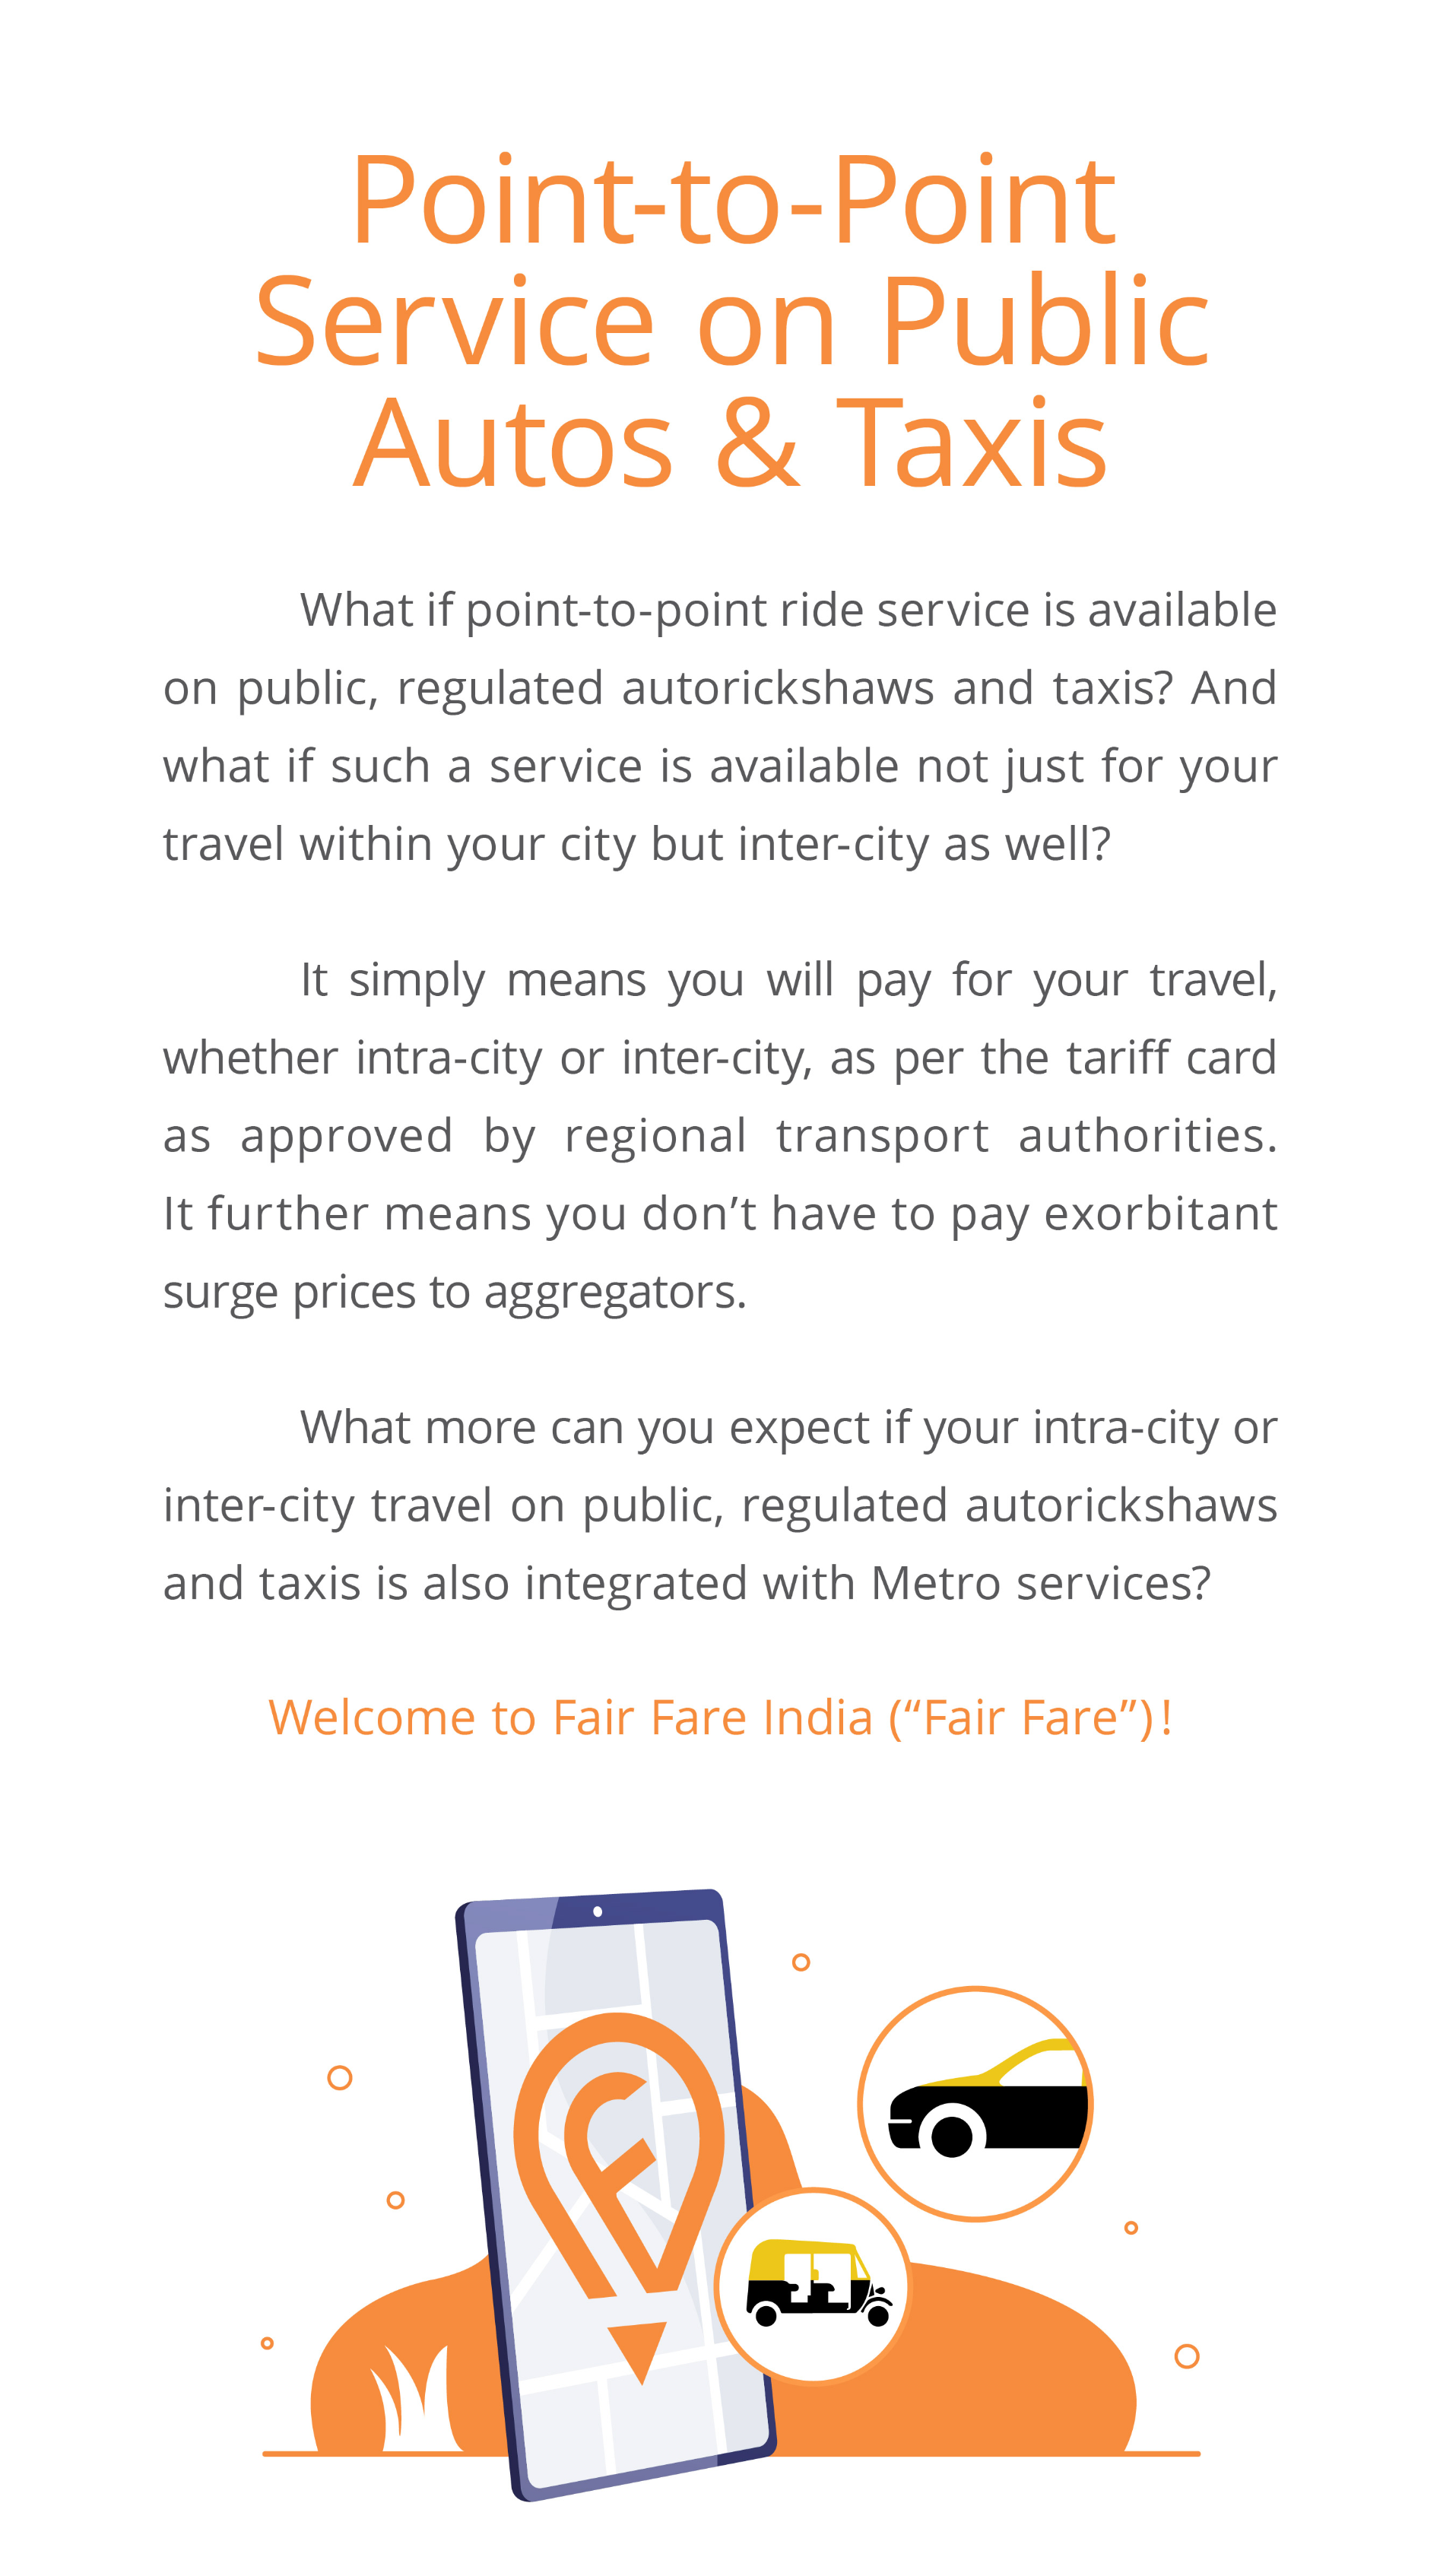 Point-to-Point
Service on Public
Autos & Taxis
What if point-to-point ride service is available
on public, regulated autorickshaws and taxis? And
what if such a service is available not just for your
travel within your city but inter-city as well?
It simply means you will pay for your travel,
whether intra-city or inter-city, as per the tariff card
as approved by regional transport authorities.
It further means you don’t have to pay exorbitant
surge prices to aggregators.
What more can you expect if your intra-city or
inter-city travel on public, regulated autorickshaws
and taxis is also integrated with Metro services?
Welcome to Fair Fare India (“Fair Fare”)!